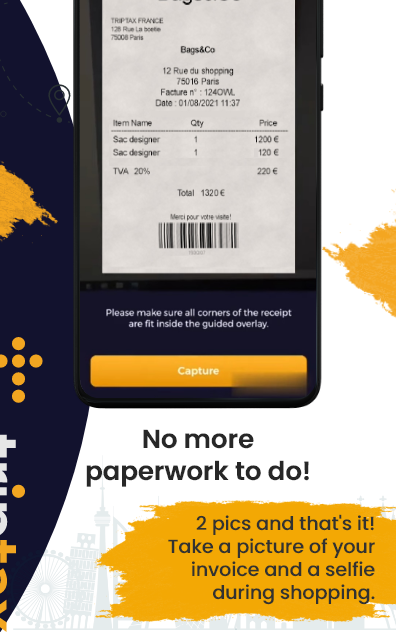 Bags&Co
TRIPTAX FRANCE
128 Rue La boetie
75008 Paris
Bags&Co
12 Rue du shopping
75016 Paris
Facture n° : 124OWL
Date : 01/08/2021 11:37
Item Name Qty Price
Sac designer 1 1200 €
Sac designer 1 120 €
TVA 20% 220 €
Total 1320 €
Merci pour votre visite!
Please make sure all corners of the receipt
are fit inside the guided overlay.
Capture
No more
paperwork to do!
2 pics and that's it!
Take a picture of your
invoice and a selfie
during shopping.